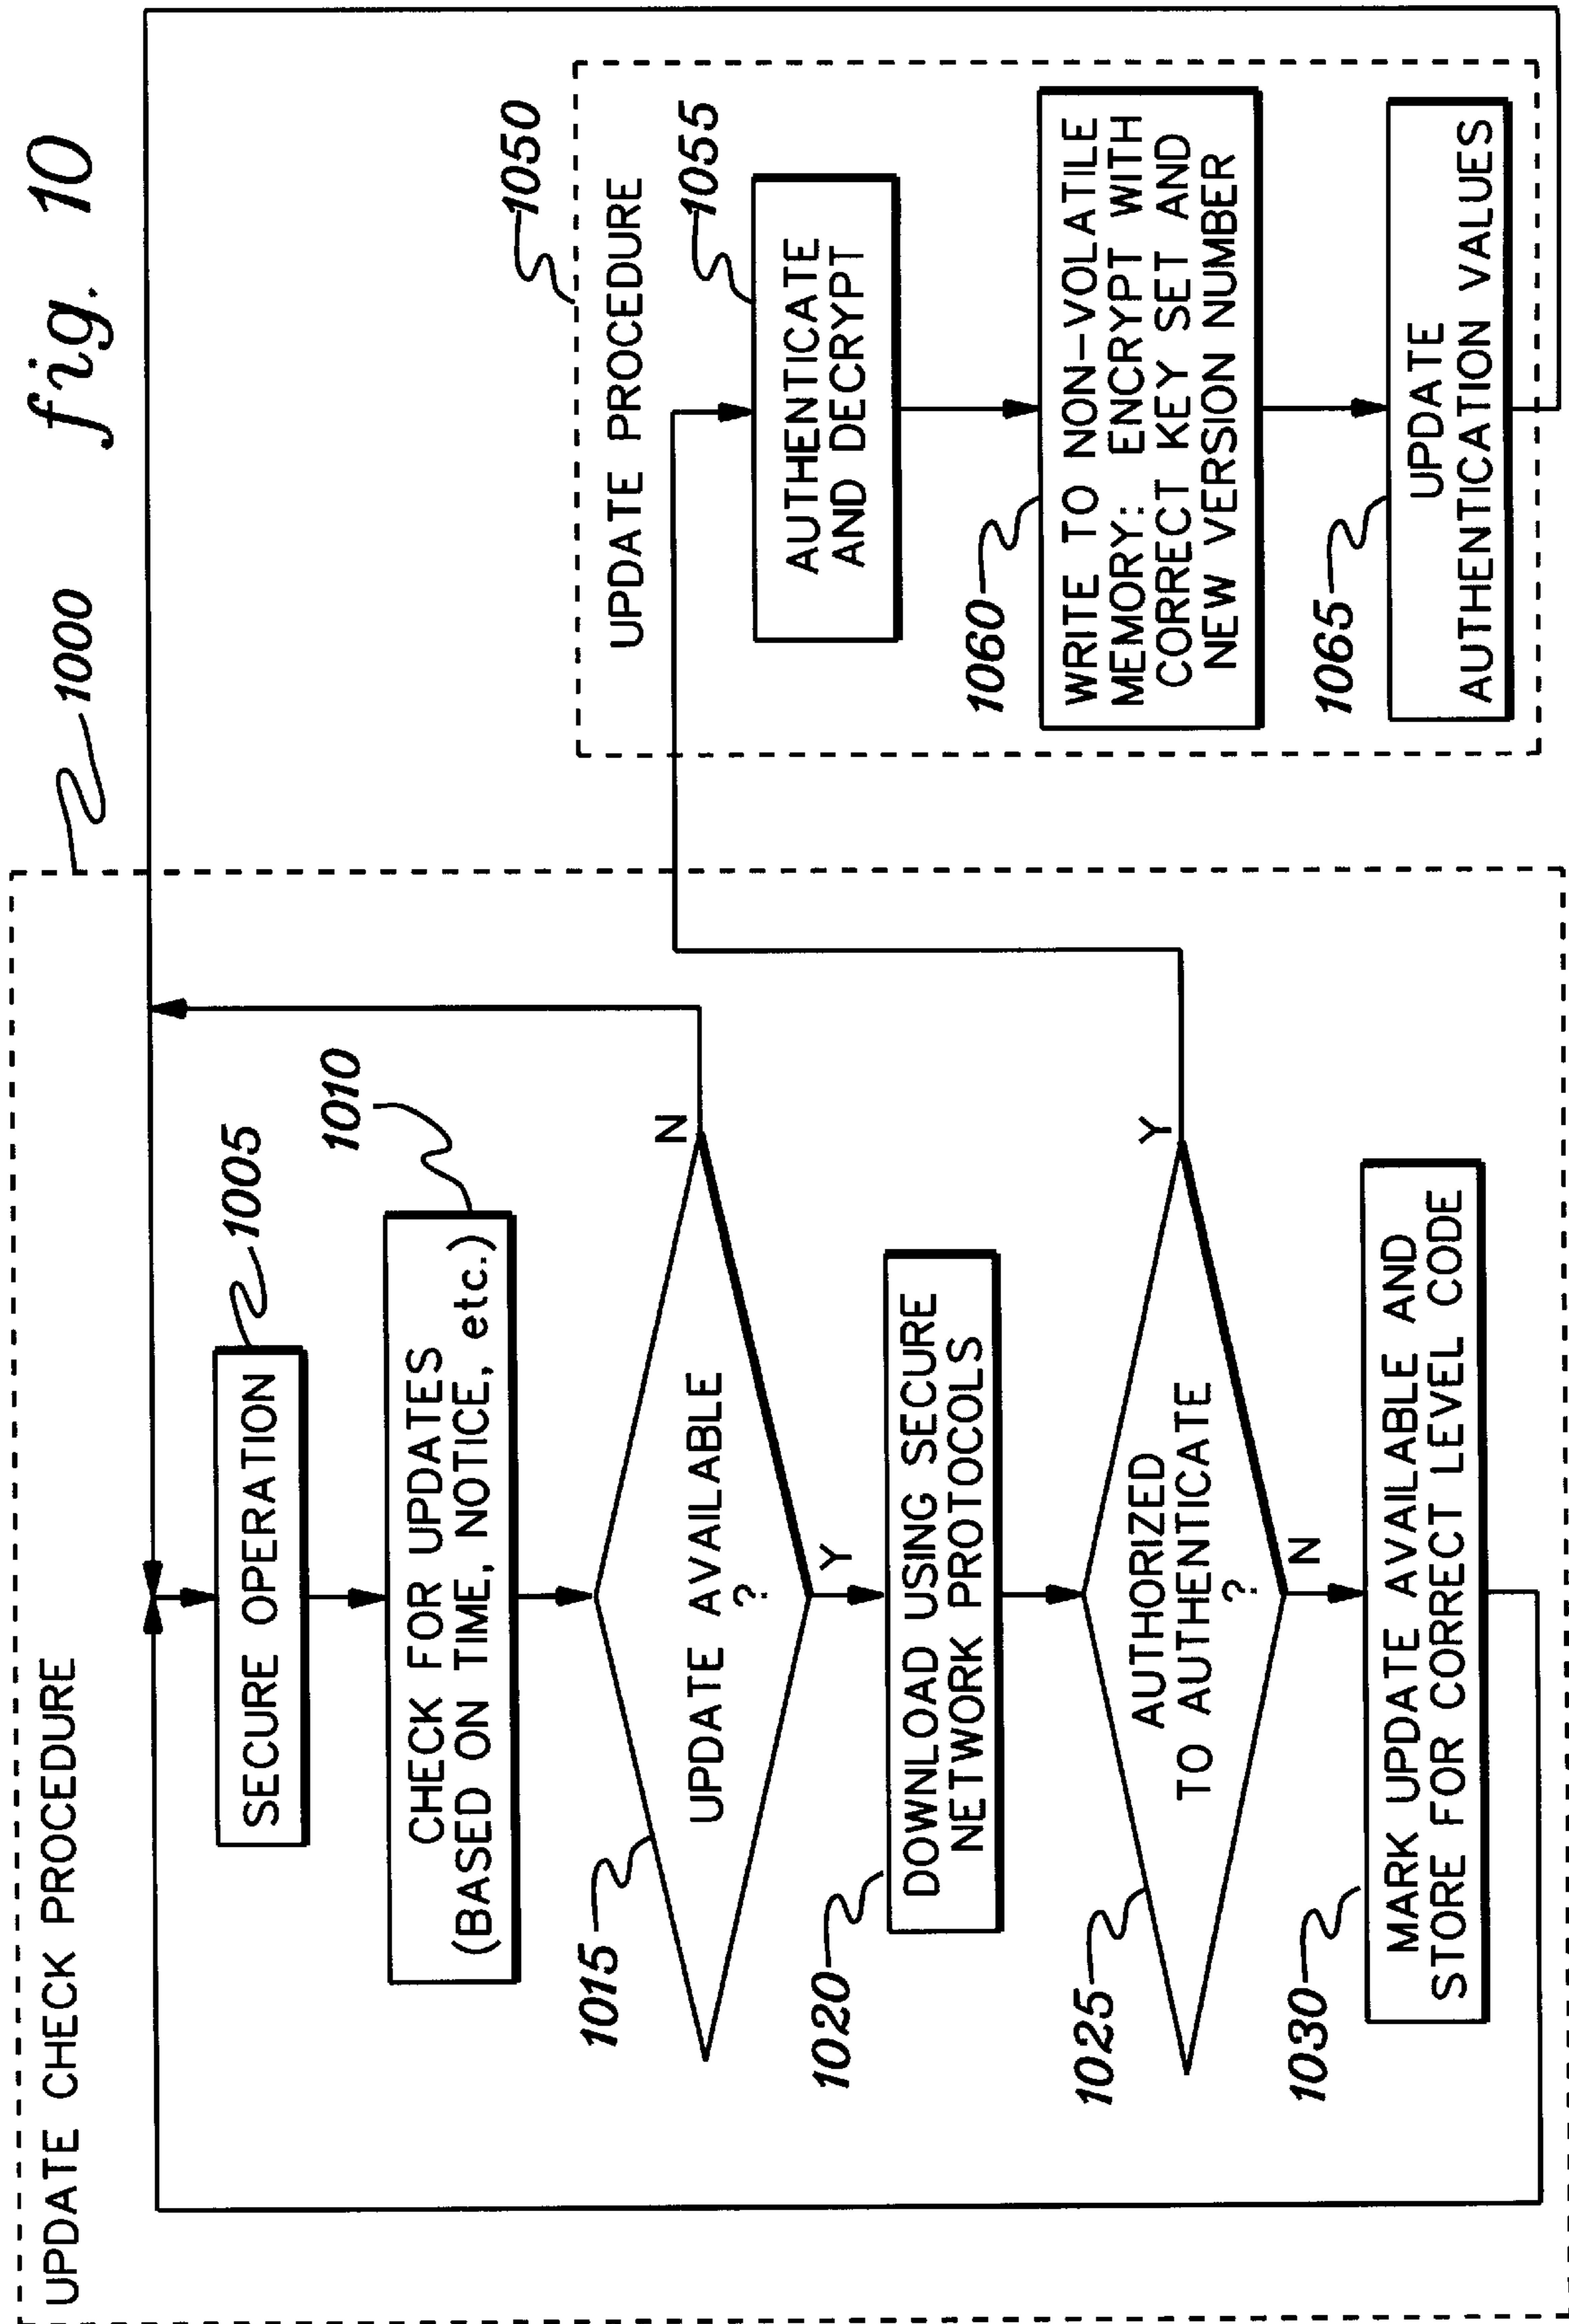 fig. 10
UPDATE CHECK PROCEDURE
1000
SECURE OPERATION
1005
CHECK FOR UPDATES
(BASED ON TIME, NOTICE, etc.)
1010
1015
UPDATE AVAILABLE
?
N
Y
1020
DOWNLOAD USING SECURE
NETWORK PROTOCOLS
1025
AUTHORIZED
TO AUTHENTICATE
?
Y
N
1030
MARK UPDATE AVAILABLE AND
STORE FOR CORRECT LEVEL CODE
1050
UPDATE PROCEDURE
1055
AUTHENTICATE
AND DECRYPT
1060
WRITE TO NON-VOLATILE
MEMORY: ENCRYPT WITH
CORRECT KEY SET AND
NEW VERSION NUMBER
1065
UPDATE
AUTHENTICATION VALUES